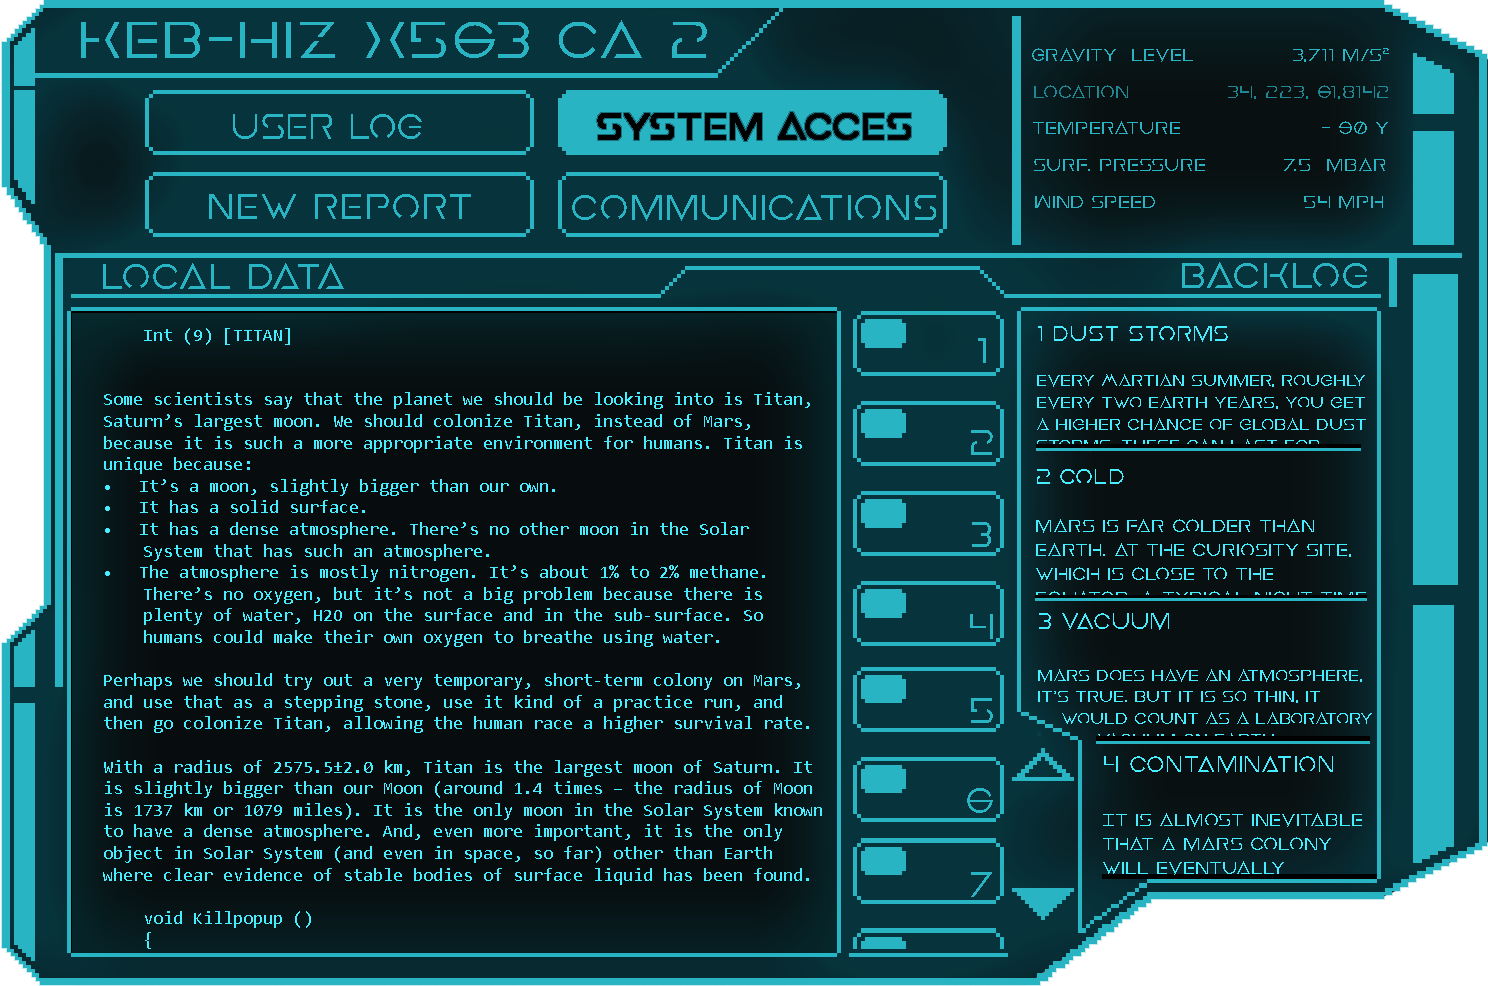 KEB-HIZ X563 CA 2
USER LOG
SYSTEM ACCES
NEW REPORT
COMMUNICATIONS
GRAVITY LEVEL 3,711 M/S²
LOCATION 34, 223, 61,8142
TEMPERATURE - 90 Y
SURF. PRESSURE 7.5 MBAR
WIND SPEED 54 MPH
LOCAL DATA
BACKLOG
Int (9) [TITAN]
Some scientists say that the planet we should be looking into is Titan,
Saturn’s largest moon. We should colonize Titan, instead of Mars,
because it is such a more appropriate environment for humans. Titan is
unique because:
• It’s a moon, slightly bigger than our own.
• It has a solid surface.
• It has a dense atmosphere. There’s no other moon in the Solar
System that has such an atmosphere.
• The atmosphere is mostly nitrogen. It’s about 1% to 2% methane.
There’s no oxygen, but it’s not a big problem because there is
plenty of water, H2O on the surface and in the sub-surface. So
humans could make their own oxygen to breathe using water.
Perhaps we should try out a very temporary, short-term colony on Mars,
and use that as a stepping stone, use it kind of a practice run, and
then go colonize Titan, allowing the human race a higher survival rate.
With a radius of 2575.5±2.0 km, Titan is the largest moon of Saturn. It
is slightly bigger than our Moon (around 1.4 times – the radius of Moon
is 1737 km or 1079 miles). It is the only moon in the Solar System known
to have a dense atmosphere. And, even more important, it is the only
object in Solar System (and even in space, so far) other than Earth
where clear evidence of stable bodies of surface liquid has been found.
void Killpopup ()
{
1
2
3
4
5
6
7
1 DUST STORMS
EVERY MARTIAN SUMMER, ROUGHLY
EVERY TWO EARTH YEARS, YOU GET
A HIGHER CHANCE OF GLOBAL DUST
STORMS. THESE CAN LAST FOR
2 COLD
MARS IS FAR COLDER THAN
EARTH. AT THE CURIOSITY SITE,
WHICH IS CLOSE TO THE
EQUATOR, A TYPICAL NIGHT TIME
3 VACUUM
MARS DOES HAVE AN ATMOSPHERE,
IT'S TRUE. BUT IT IS SO THIN, IT
WOULD COUNT AS A LABORATORY
VACUUM ON EARTH
4 CONTAMINATION
IT IS ALMOST INEVITABLE
THAT A MARS COLONY
WILL EVENTUALLY